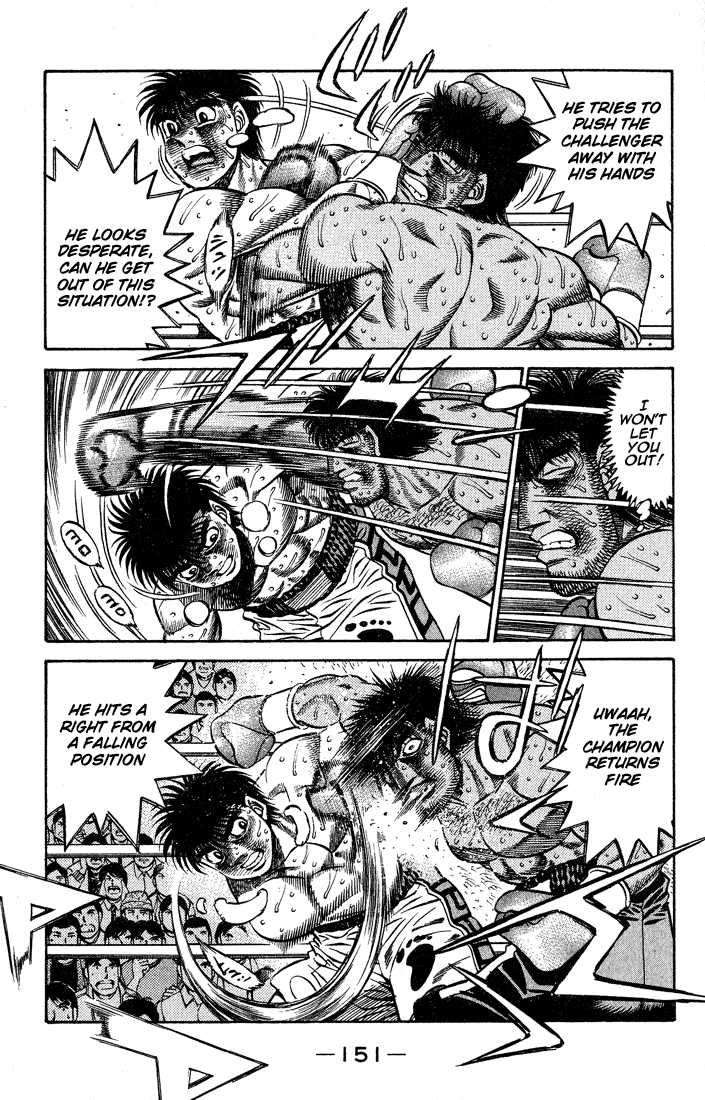 HE TRIES TO
PUSH THE
CHALLENGER
AWAY WITH
HIS HANDS
HE LOOKS
DESPERATE,
CAN HE GET
OUT OF THIS
SITUATION!?
I
WON'T
LET
YOU
OUT!
UWAAH,
THE
CHAMPION
RETURNS
FIRE
HE HITS A
RIGHT FROM
A FALLING
POSITION
—151—